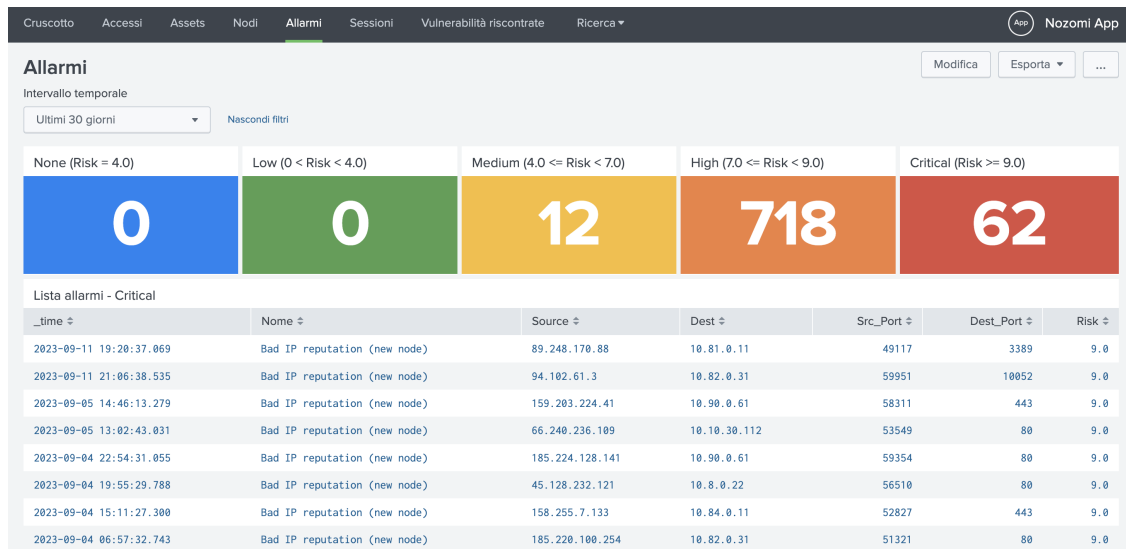 Cruscotto Accessi Assets Nodi Allarmi Sessioni Vulnerabilità riscontrate Ricerca App Nozomi App
Allarmi Modifica Esporta ...
Intervallo temporale
Ultimi 30 giorni Nascondi filtri
None (Risk = 4.0) Low (0 < Risk < 4.0) Medium (4.0 <= Risk < 7.0) High (7.0 <= Risk < 9.0) Critical (Risk >= 9.0)
0 0 12 718 62
Lista allarmi - Critical
_time Nome Source Dest Src_Port Dest_Port Risk
2023-09-11 19:20:37.069 Bad IP reputation (new node) 89.248.170.88 10.81.0.11 49117 3389 9.0
2023-09-11 21:06:38.535 Bad IP reputation (new node) 94.102.61.3 10.82.0.31 59951 10052 9.0
2023-09-05 14:46:13.279 Bad IP reputation (new node) 159.203.224.41 10.90.0.61 58311 443 9.0
2023-09-05 13:02:43.031 Bad IP reputation (new node) 66.240.236.109 10.10.30.112 53549 80 9.0
2023-09-04 22:54:31.055 Bad IP reputation (new node) 185.224.128.141 10.90.0.61 59354 80 9.0
2023-09-04 19:55:29.788 Bad IP reputation (new node) 45.128.232.121 10.8.0.22 56510 80 9.0
2023-09-04 15:11:27.300 Bad IP reputation (new node) 158.255.7.133 10.84.0.11 52827 443 9.0
2023-09-04 06:57:32.743 Bad IP reputation (new node) 185.220.100.254 10.82.0.31 51321 80 9.0